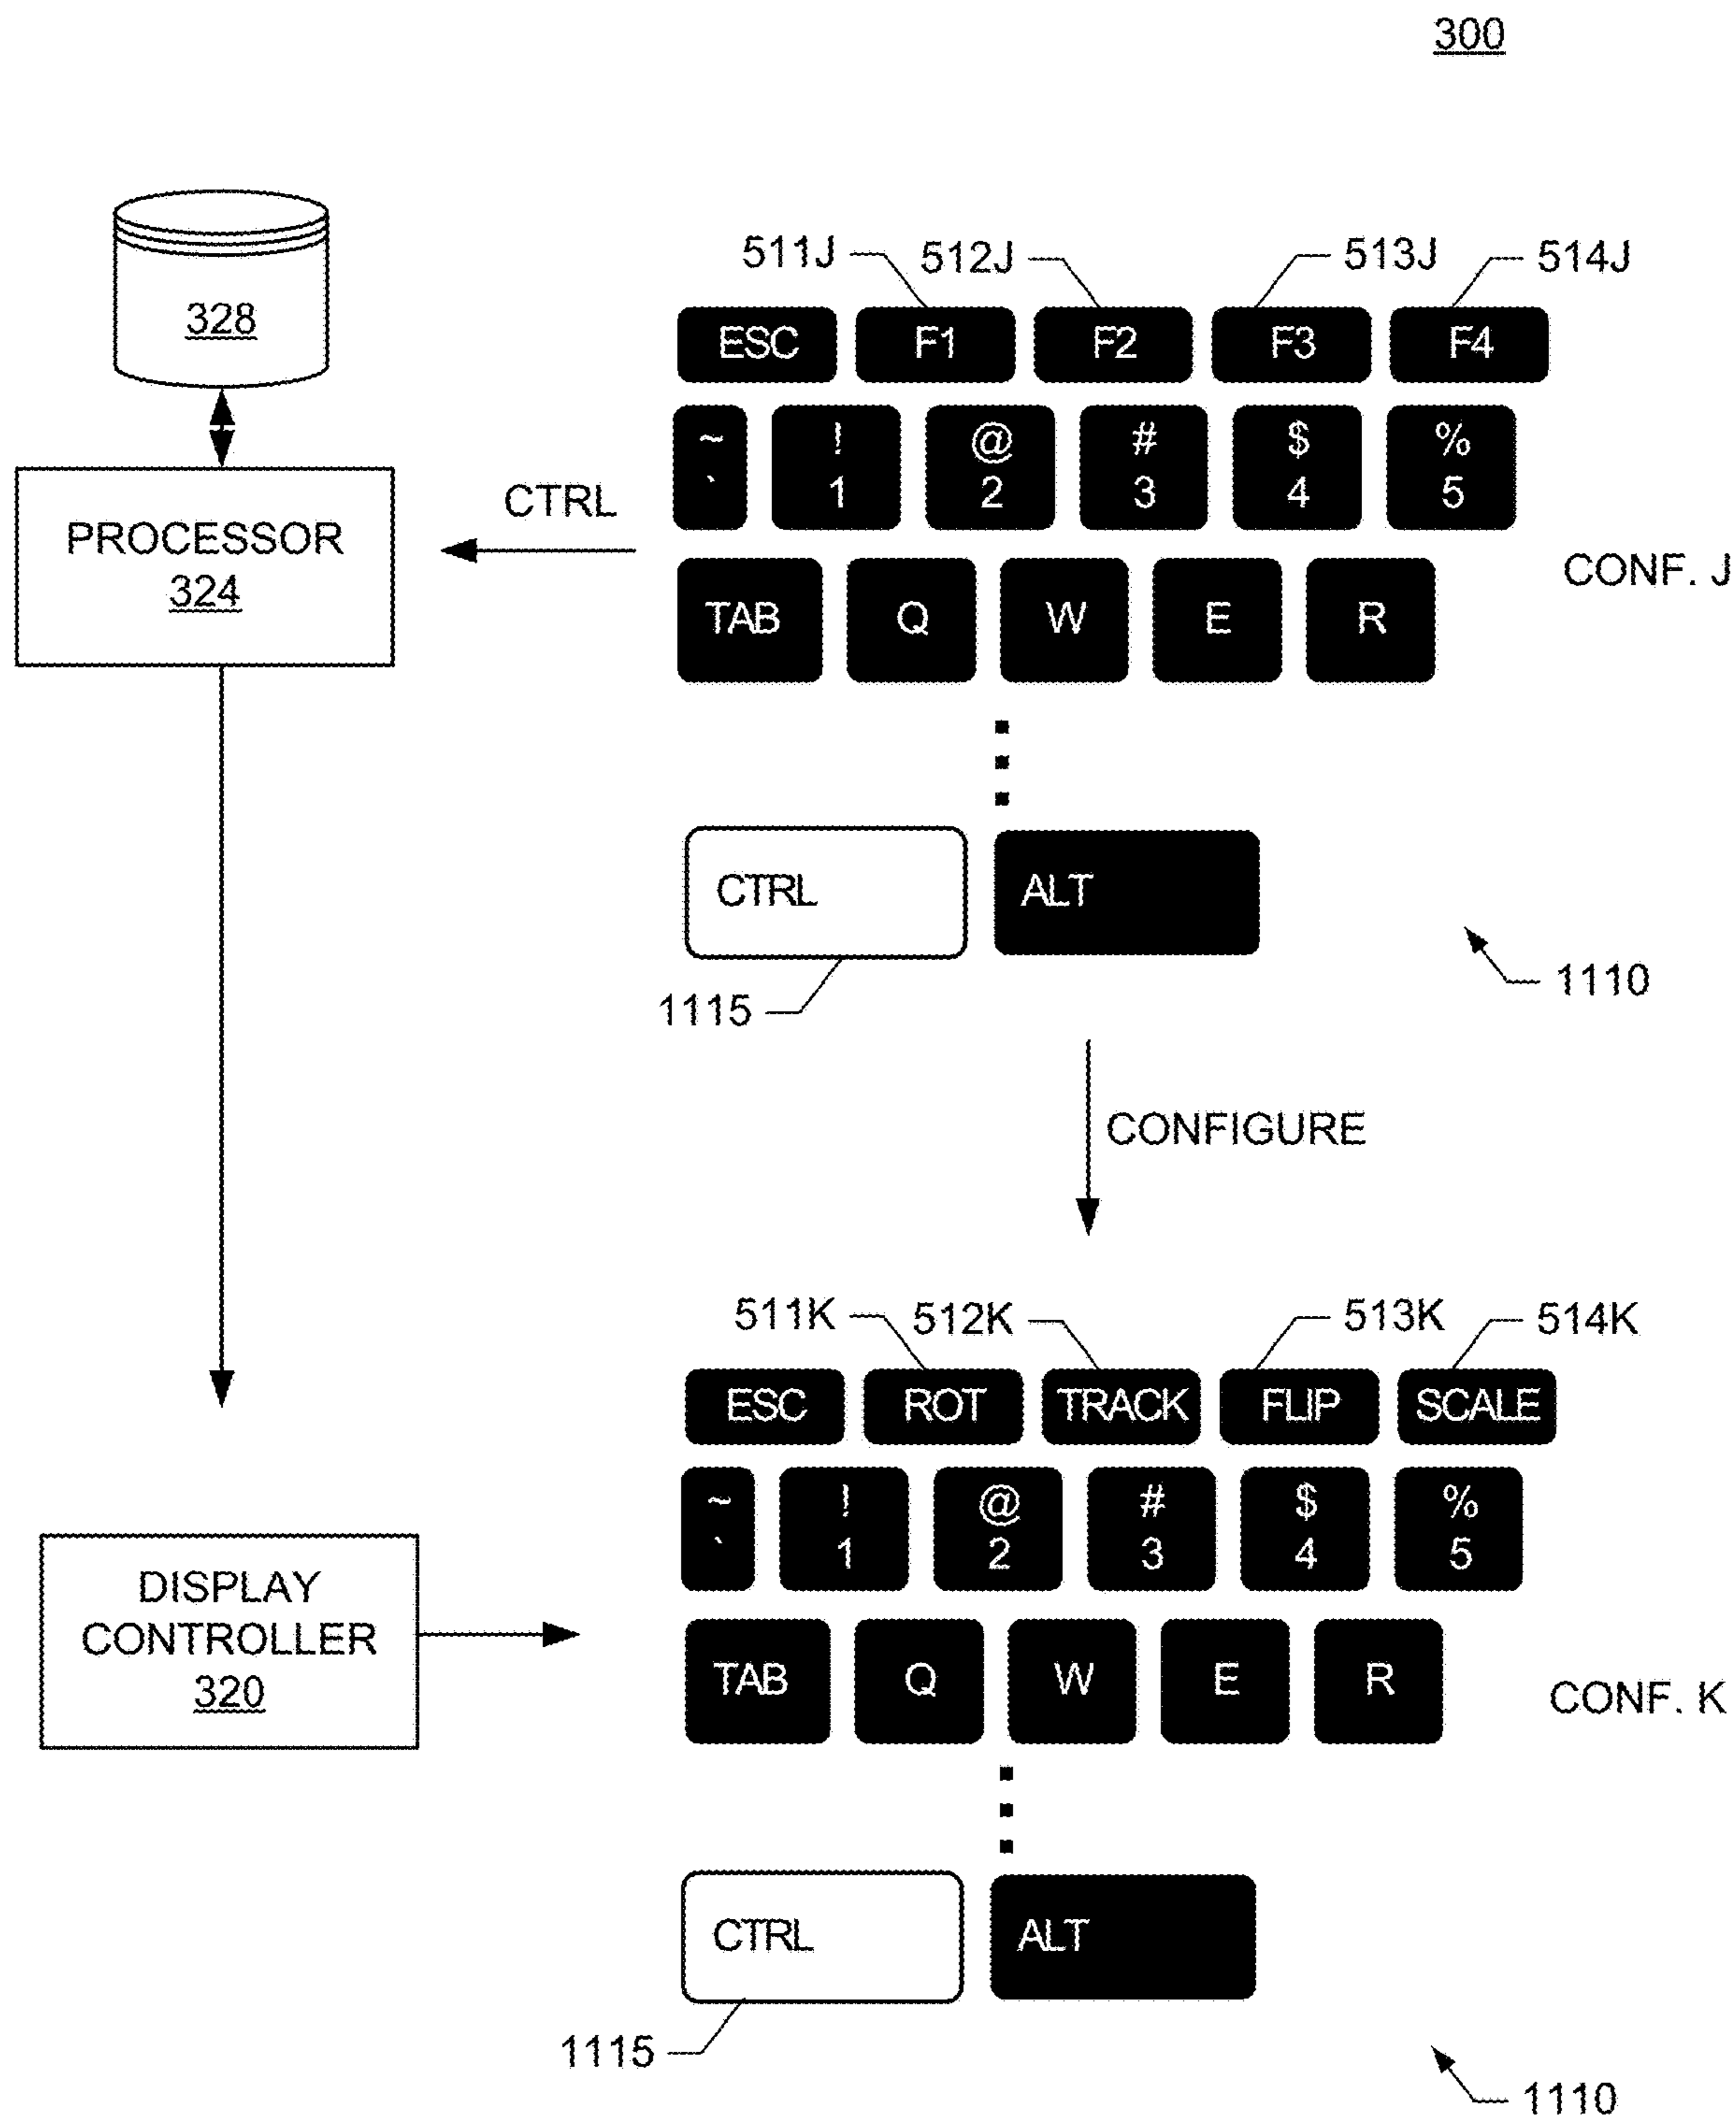 300
328
PROCESSOR
324
CTRL
511J 512J 513J 514J
ESC F1 F2 F3 F4
~ ! @ # $ %
` 1 2 3 4 5
TAB Q W E R
CONF. J
CTRL ALT
1115
1110
CONFIGURE
511K 512K 513K 514K
ESC ROT TRACK FLIP SCALE
~ ! @ # $ %
` 1 2 3 4 5
DISPLAY
CONTROLLER
320
TAB Q W E R
CONF. K
CTRL ALT
1115
1110